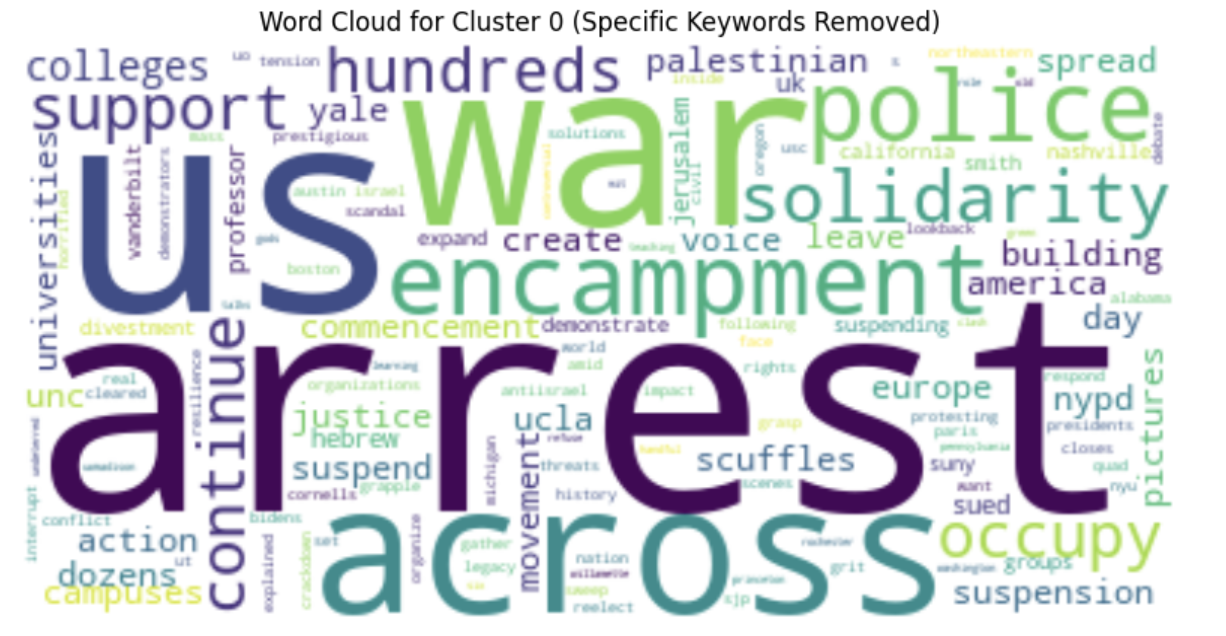 Word Cloud for Cluster 0 (Specific Keywords Removed)
colleges
uo
tension
hundreds
palestinian
s
northeastern
spread
support
yale
inside
uk
role
old
police
mass
prestigious
war
solutions
jerusalem
oregon
usc
california
smith
nashville
debate
universities
horrified
us
vanderbilt
demonstrators
professor
austin
israel
scandal
controversial
civil
solidarity
gods
boston
expand
create
teaching
voice
leave
lookback
green
building
talks
encampment
america
alabama
divestment
commencement
demonstrate
following
face
suspending
clash
day
arrest
continue
resilience
world
amid
learning
organizations
antiisrael
impact
rights
real
cleared
unc
justice
hebrew
ucla
refuse
grasp
handful
europe
respond
nypd
protesting
presidents
paris
pennsylvania
closes
pictures
suspend
cornells
grapple
michigan
movement
threats
history
scuffles
scenes
suny
want
sued
quad
nyu
interrupt
conflict
bidens
action
ut
dozens
campuses
explained
crackdown
set
across
organize
gather
legacy
six
nation
willamette
sweep
reelect
rochester
princeton
sjp
grit
occupy
washington
groups
suspension